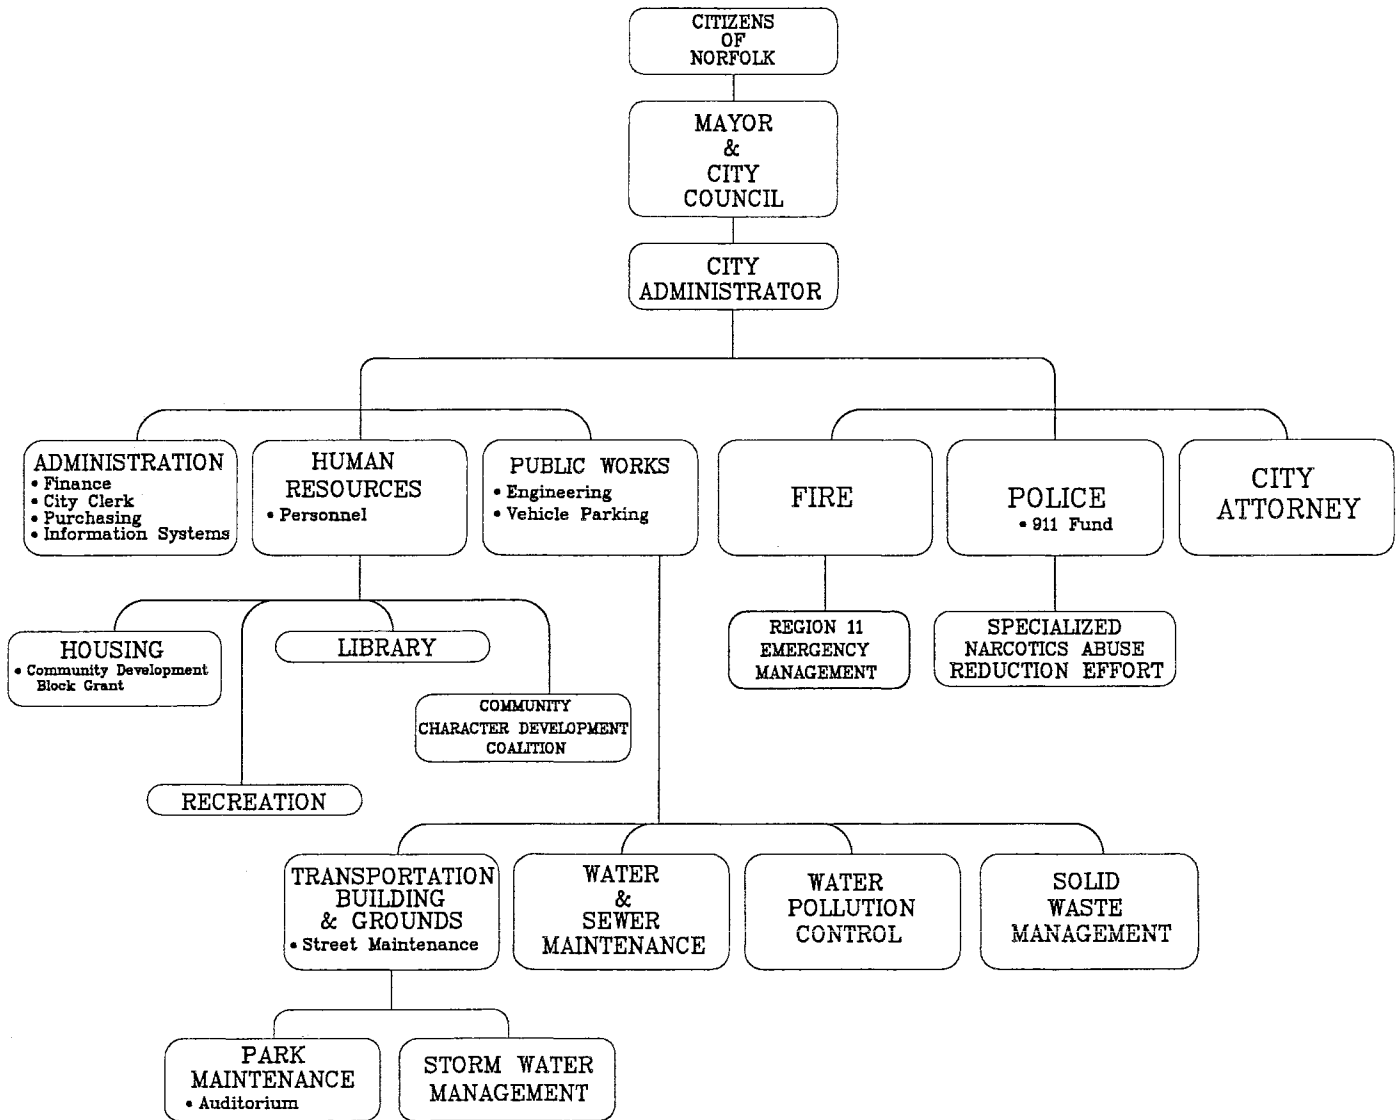 CITIZENS
OF
NORFOLK
MAYOR
&
CITY
COUNCIL
CITY
ADMINISTRATOR
ADMINISTRATION
• Finance
• City Clerk
• Purchasing
• Information Systems
HUMAN
RESOURCES
• Personnel
PUBLIC WORKS
• Engineering
• Vehicle Parking
FIRE
POLICE
• 911 Fund
CITY
ATTORNEY
HOUSING
• Community Development
Block Grant
LIBRARY
REGION 11
EMERGENCY
MANAGEMENT
SPECIALIZED
NARCOTICS ABUSE
REDUCTION EFFORT
COMMUNITY
CHARACTER DEVELOPMENT
COALITION
RECREATION
TRANSPORTATION
BUILDING
& GROUNDS
• Street Maintenance
WATER
&
SEWER
MAINTENANCE
WATER
POLLUTION
CONTROL
SOLID
WASTE
MANAGEMENT
PARK
MAINTENANCE
• Auditorium
STORM WATER
MANAGEMENT